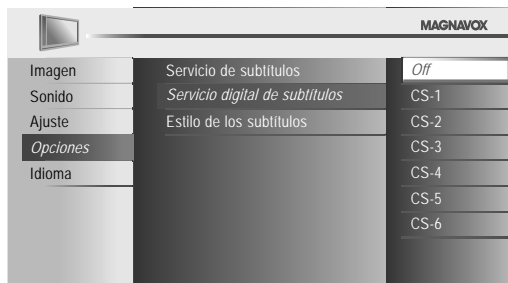 MAGNAVOX
Imagen
Sonido
Ajuste
Opciones
Idioma
Servicio de subtítulos
Servicio digital de subtítulos
Estilo de los subtítulos
Off
CS-1
CS-2
CS-3
CS-4
CS-5
CS-6